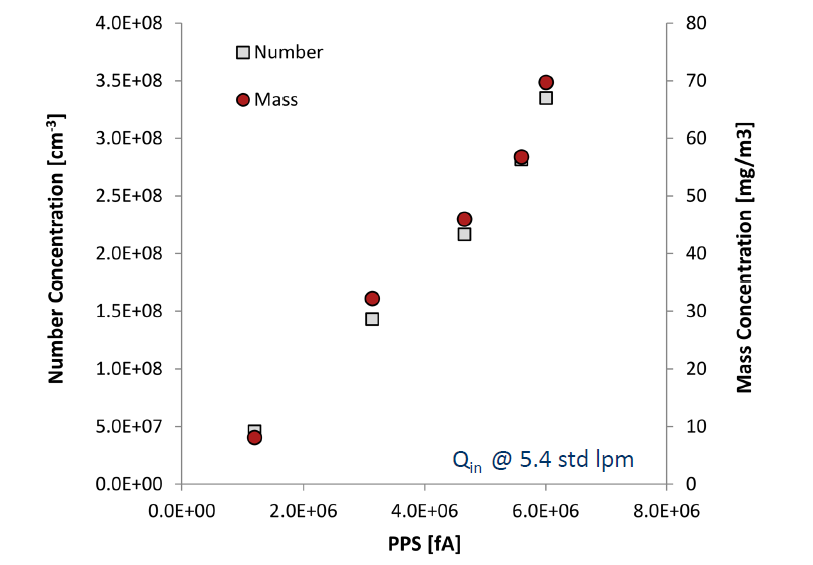 4.0E+08
3.5E+08
3.0E+08
2.5E+08
2.0E+08
1.5E+08
1.0E+08
5.0E+07
0.0E+00
Number Concentration [cm-3]
Number
Mass
80
70
60
50
40
30
20
10
0
Mass Concentration [mg/m3]
Qin @ 5.4 std lpm
0.0E+00 2.0E+06 4.0E+06 6.0E+06 8.0E+06
PPS [fA]